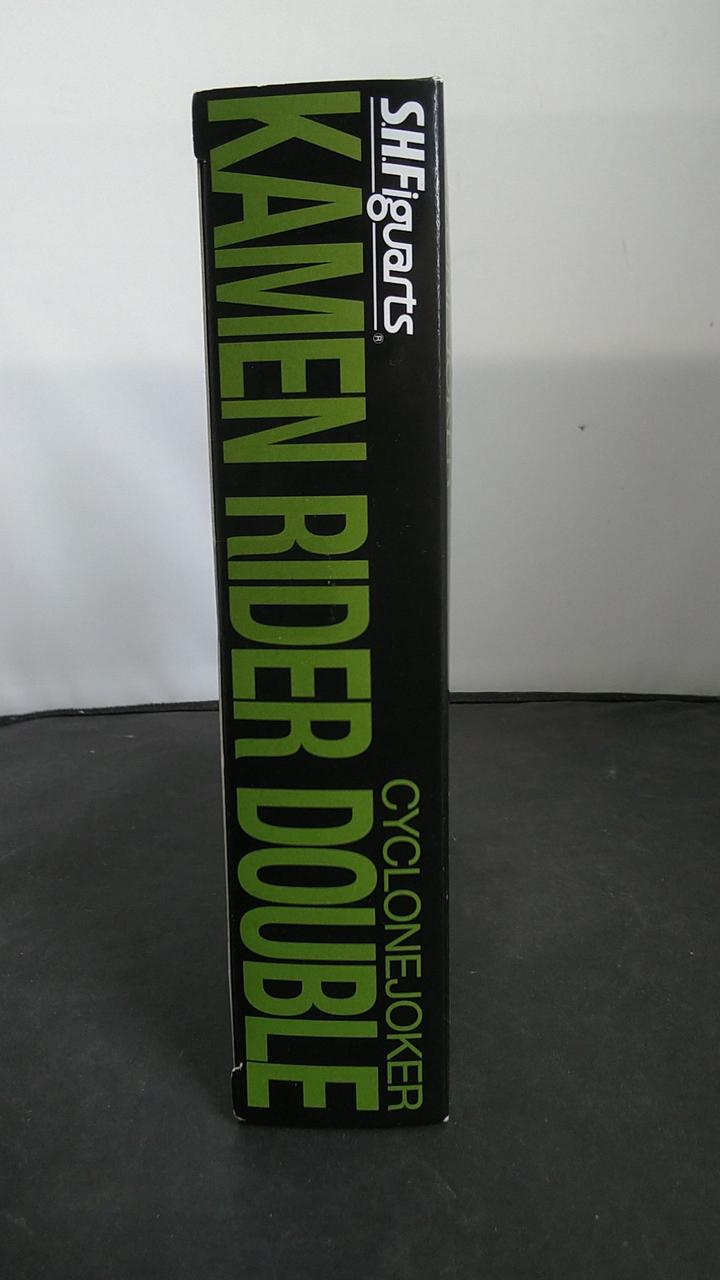 S.H.Figuarts®
CYCLONEJOKER
KAMEN RIDER DOUBLE